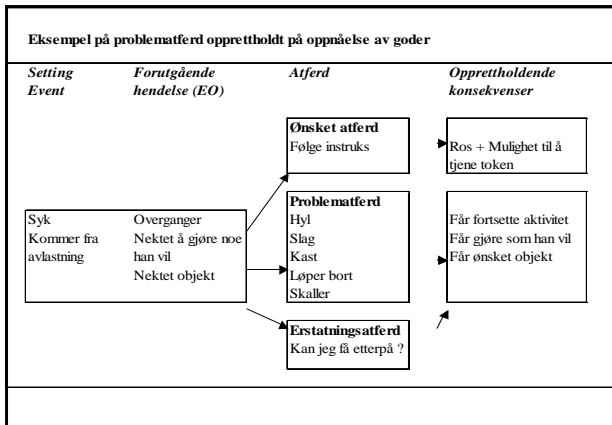 Eksempel på problematferd opprettholdt på oppnåelse av goder
Setting
Event
Forutgående
hendelse (EO)
Atferd
Opprettholdende
konsekvenser
Syk
Kommer fra
avlastning
Overganger
Nektet å gjøre noe
han vil
Nektet objekt
Ønsket atferd
Følge instruks
Problematferd
Hyl
Slag
Kast
Løper bort
Skaller
Erstatningsatferd
Kan jeg få etterpå ?
Ros + Mulighet til å
tjene token
Får fortsette aktivitet
Får gjøre som han vil
Får ønsket objekt